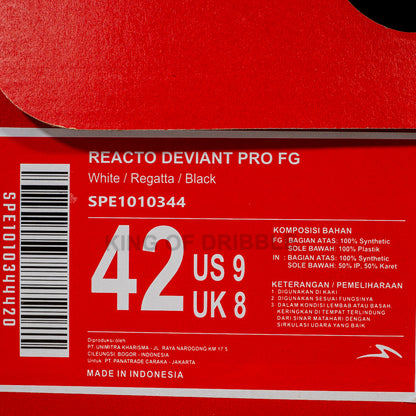 REACTO DEVIANT PRO FG
White / Regatta / Black
SPE1010344
SPE1010344420
KING OF DRIBBLE
42
US 9
UK 8
KOMPOSISI BAHAN
FG : BAGIAN ATAS: 100% Synthetic
SOLE BAWAH: 100% Plastik
IN : BAGIAN ATAS: 100% Synthetic
SOLE BAWAH: 50% IP, 50% Karet
KETERANGAN / PEMELIHARAAN
1. DIGUNAKAN DI KAKI
2. DIGUNAKAN SESUAI FUNGSINYA
3. DALAM KONDISI LEMBAB ATAU BASAH,
KERINGKAN DI TEMPAT TERLINDUNG
DARI SINAR MATAHARI DENGAN
SIRKULASI UDARA YANG BAIK
Diproduksi oleh :
PT. UNIMITRA KHARISMA - JL. RAYA NAROGONG KM 17 5
CILEUNGSI, BOGOR - INDONESIA
Untuk: PT. PANATRADE CARAKA - JAKARTA
MADE IN INDONESIA